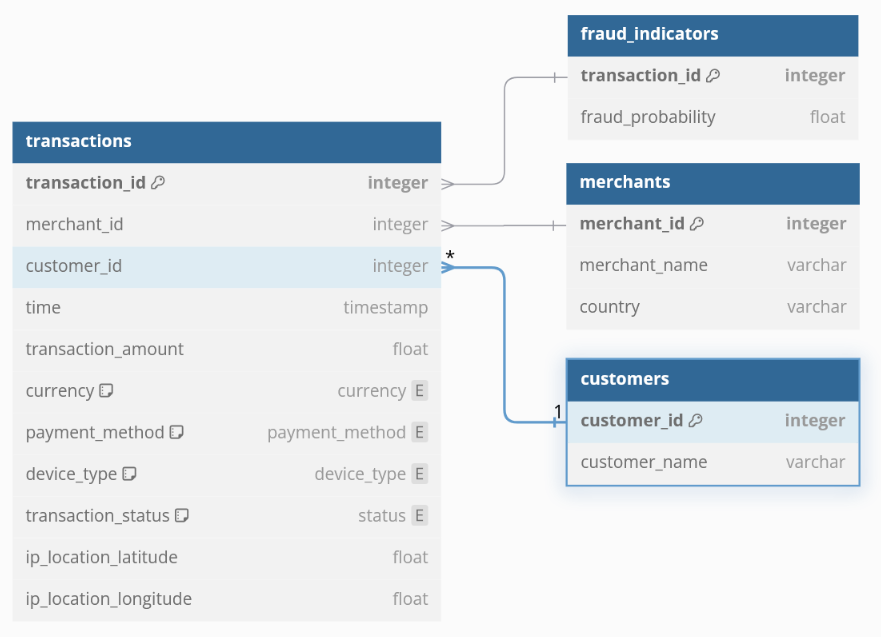 fraud_indicators
transaction_id integer
fraud_probability float
transactions
transaction_id integer
merchant_id integer
customer_id integer
time timestamp
transaction_amount float
currency currency E
payment_method payment_method E
device_type device_type E
transaction_status status E
ip_location_latitude float
ip_location_longitude float
merchants
merchant_id integer
merchant_name varchar
country varchar
*
1
customers
customer_id integer
customer_name varchar